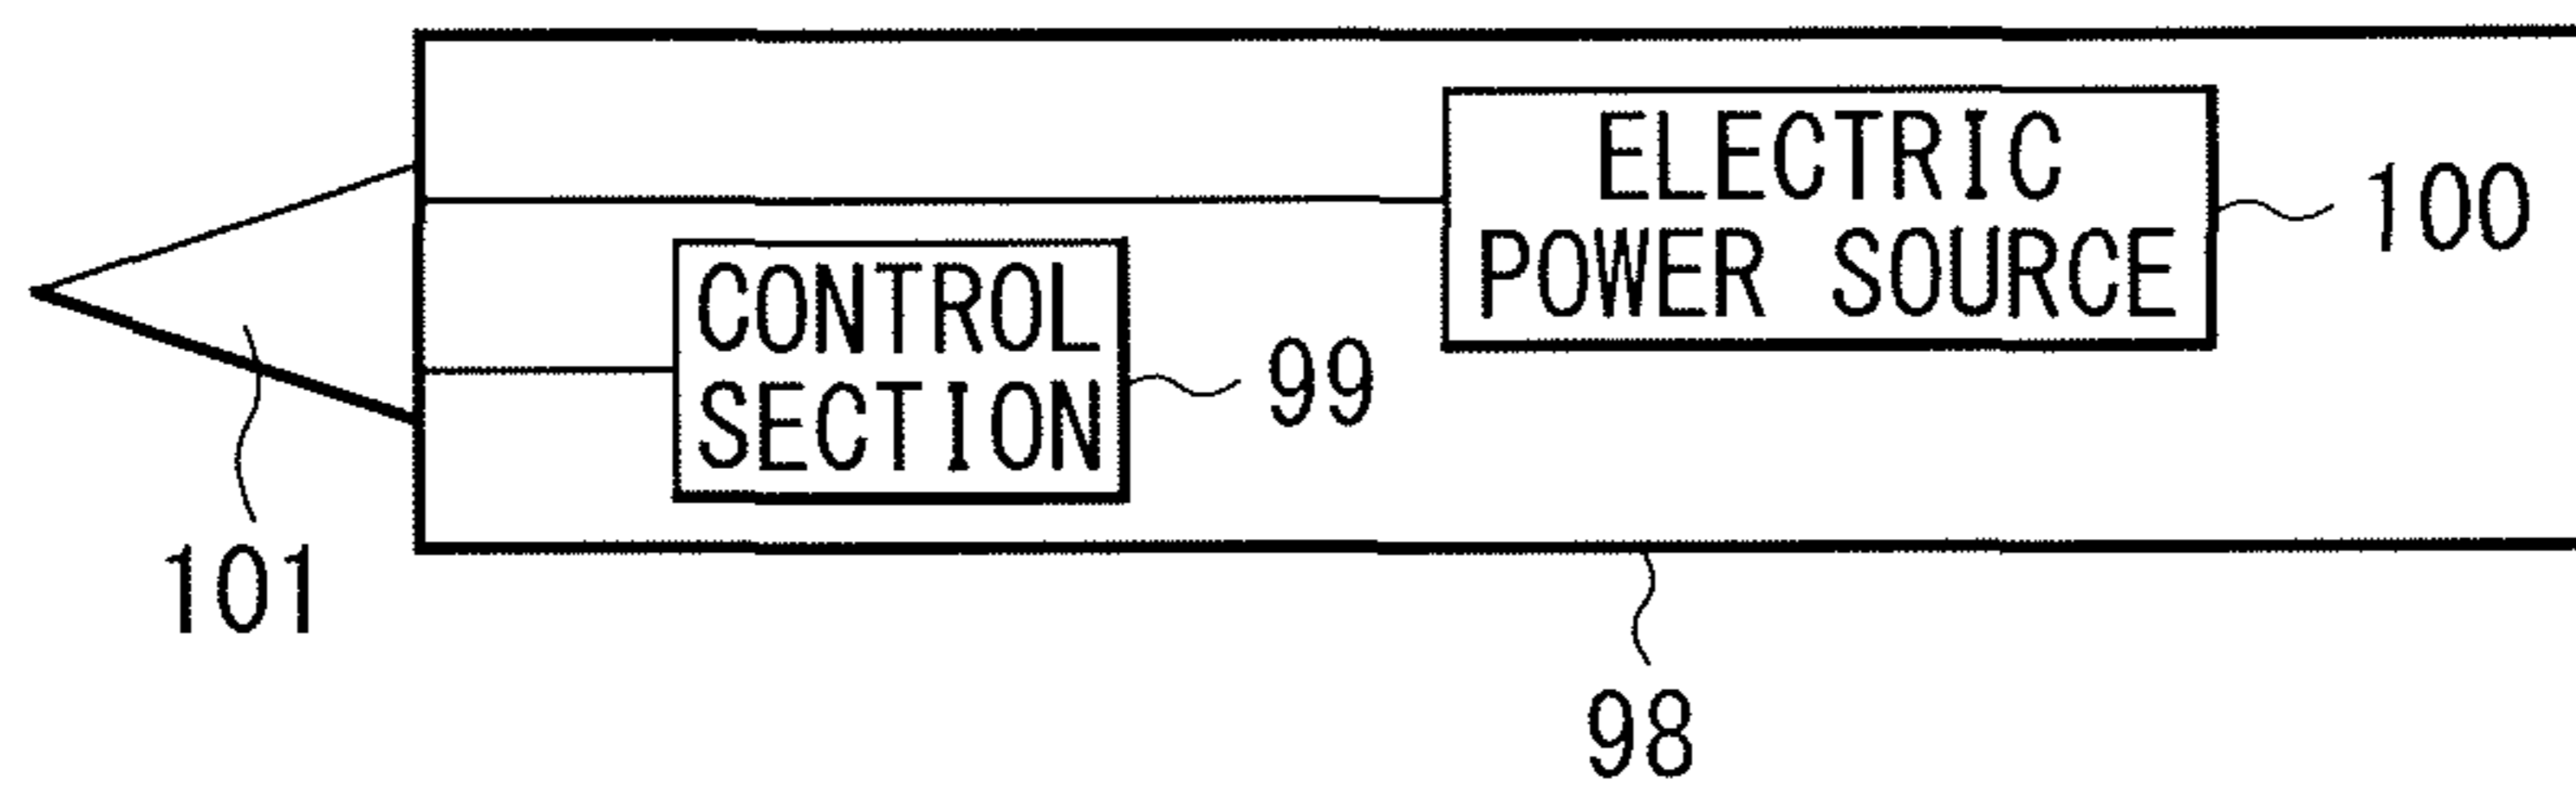 ELECTRIC
POWER SOURCE
100
CONTROL
SECTION
99
101
98